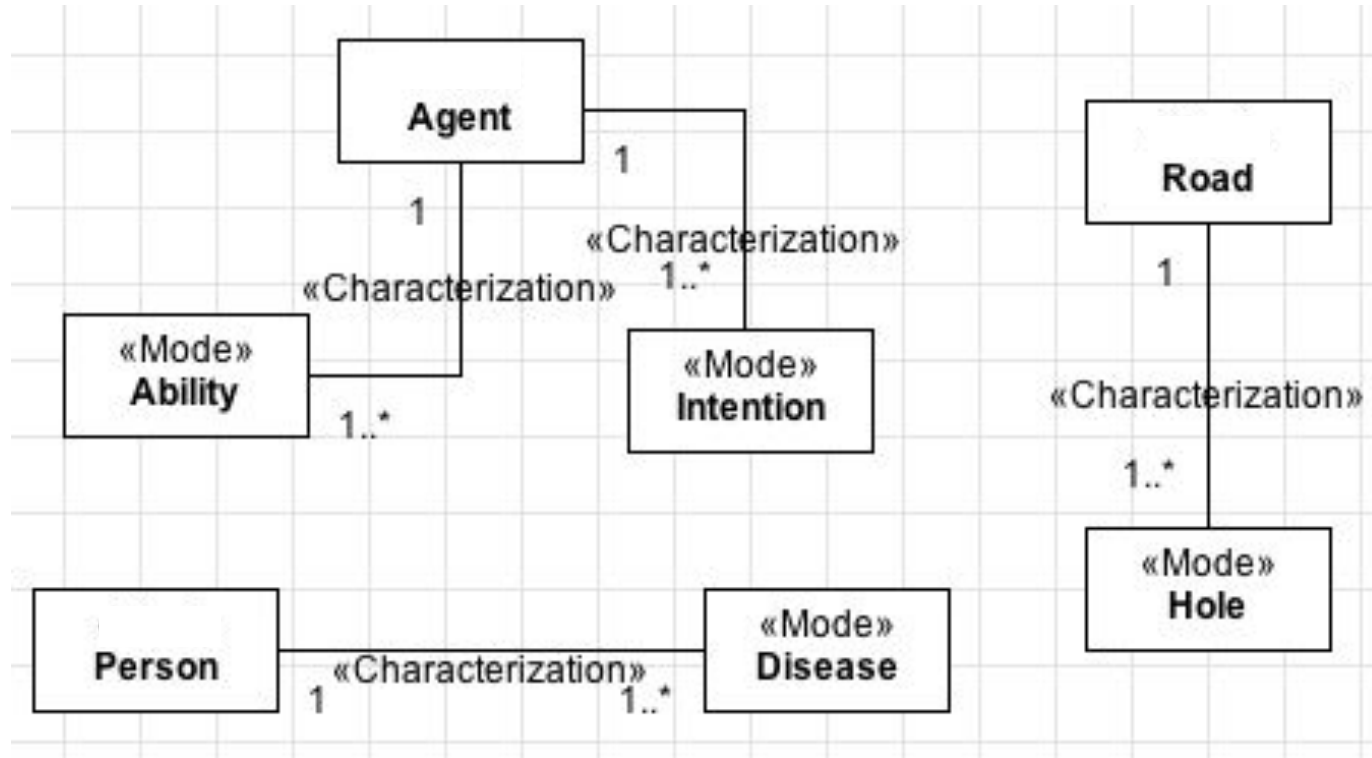 Agent
1
1
«Characterization»
1..*
«Characterization»
«Mode»
Ability
1..*
«Mode»
Intention
Road
1
«Characterization»
1..*
«Mode»
Hole
Person
1
«Characterization»
1..*
«Mode»
Disease